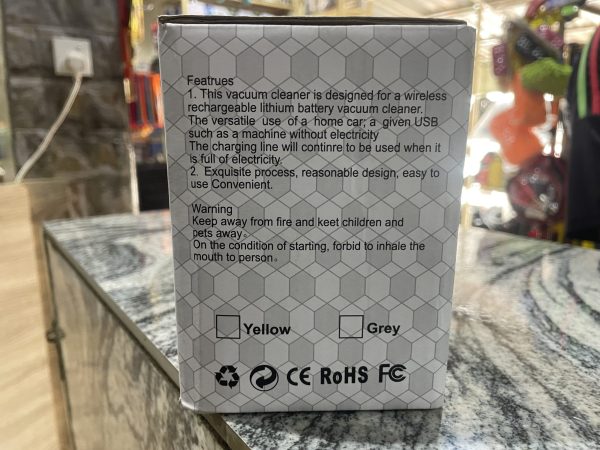 Featrues
1. This vacuum cleaner is designed for a wireless
rechargeable lithium battery vacuum cleaner.
The versatile use of a home car; a given USB
such as a machine without electricity
The charging line will continre to be used when it
is full of electricity.
2. Exquisite process, reasonable design, easy to
use Convenient.
Warning
Keep away from fire and keet children and
pets away。
On the condition of starting, forbid to inhale the
mouth to person。
Yellow
Grey
CE RoHS FC